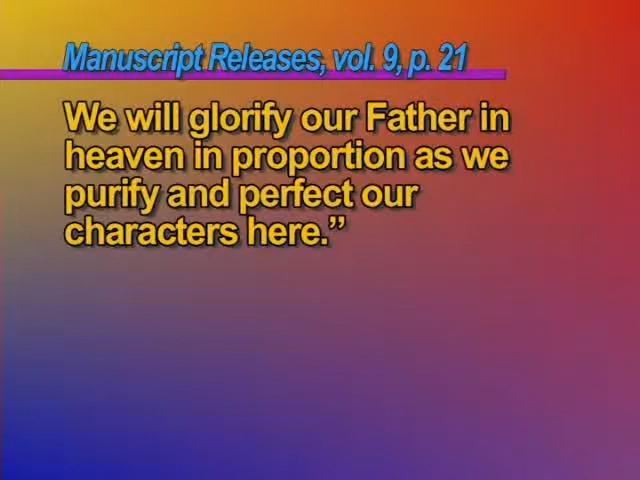 Manuscript Releases, vol. 9, p. 21
We will glorify our Father in
heaven in proportion as we
purify and perfect our
characters here.”